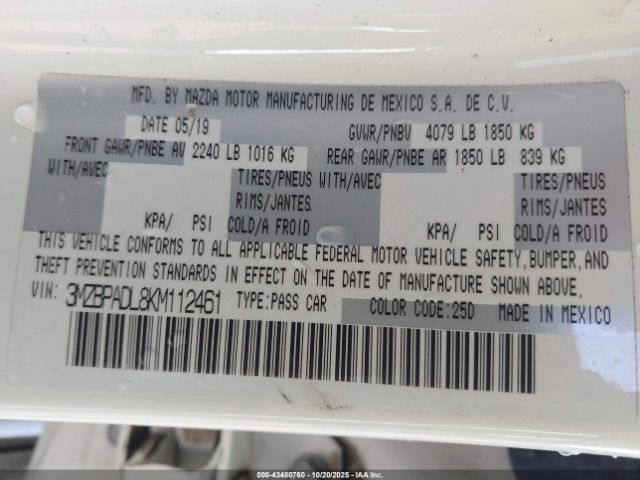 MFD. BY MAZDA MOTOR MANUFACTURING DE MEXICO S.A. DE C.V.
DATE 05/19 GVWR/PNBV 4079 LB 1850 KG
FRONT GAWR/PNBE AV 2240 LB 1016 KG REAR GAWR/PNBE AR 1850 LB 839 KG
WITH/AVEC TIRES/PNEUS WITH/AVEC TIRES/PNEUS
RIMS/JANTES RIMS/JANTES
KPA/ PSI COLD/A FROID KPA/ PSI COLD/A FROID
THIS VEHICLE CONFORMS TO ALL APPLICABLE FEDERAL MOTOR VEHICLE SAFETY, BUMPER, AND
THEFT PREVENTION STANDARDS IN EFFECT ON THE DATE OF MANUFACTURE SHOWN ABOVE.
VIN: 3MZBPADL8KM112461 TYPE:PASS CAR COLOR CODE:25D MADE IN MEXICO
000-43480760 - 10/20/2025 - IAAI.com